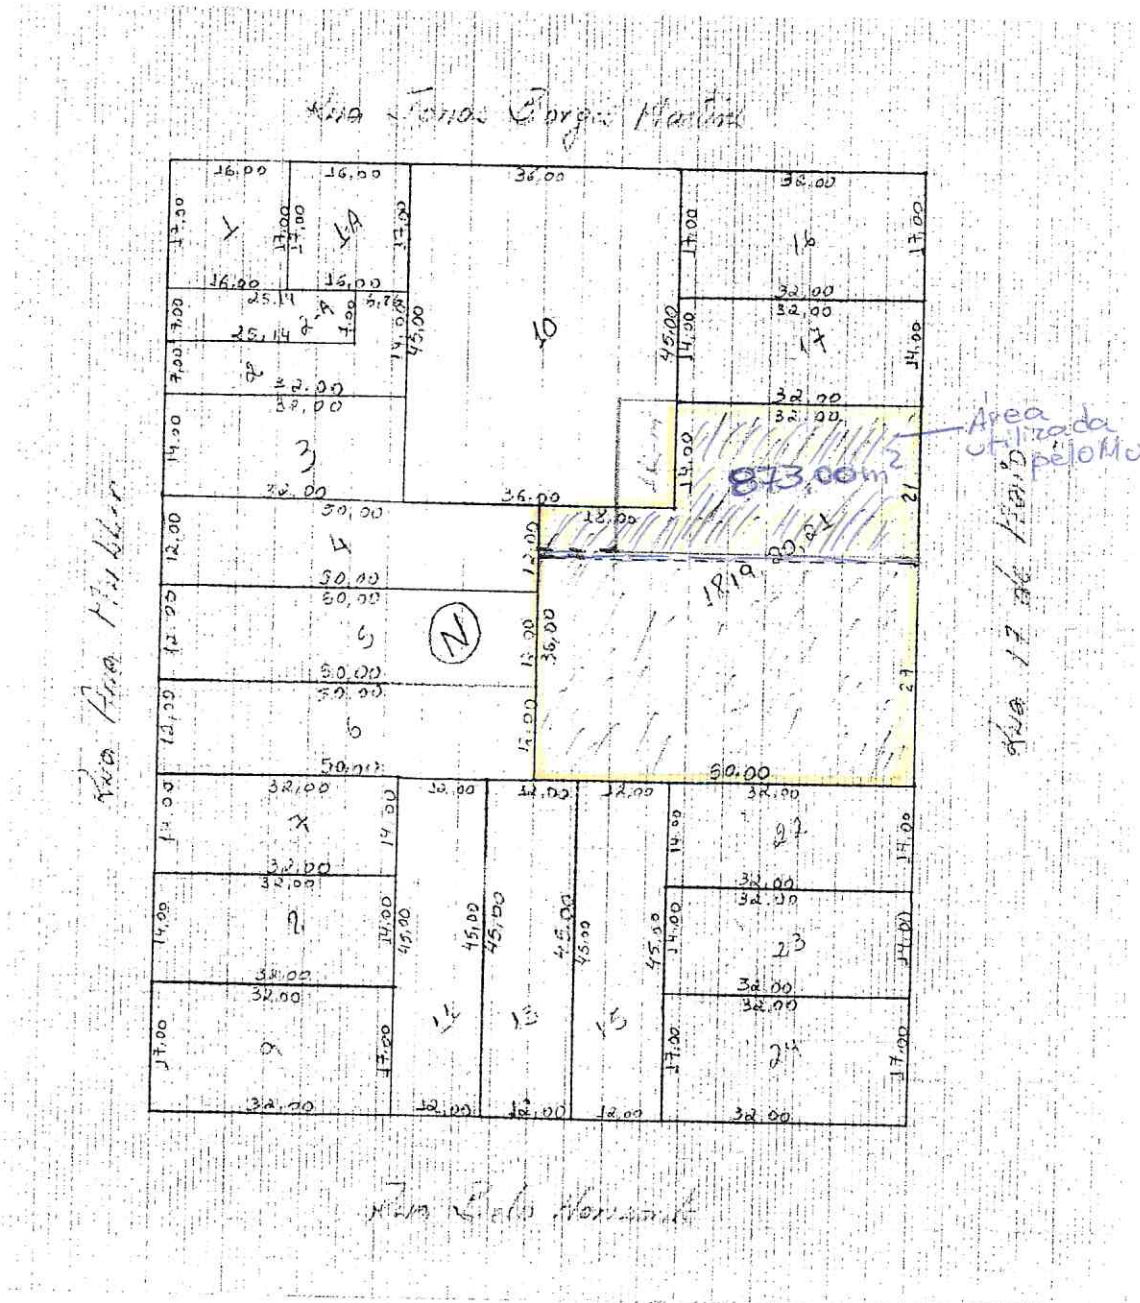 Rua Jonas Borges Martins
16,00 16,00 36,00 32,00
17,00 17,00 17,00 17,00 17,00 17,00
1 1A 16
16,00 16,00 32,00
25,14 6,86 32,00
7,00 2-A 7,00 14,00 45,00 10 45,00 14,00 17 14,00
25,14
7,00 2
32,00 32,00
32,00 32,00
14,00 3 14,00 873,00m² 21
Área
utilizada
32,00 36,00
50,00 18,00
12,00 4 12,00
18,19 20,21
50,00
50,00
12,00 5 N 12,00 36,00
50,00 27
50,00
12,00 6 12,00
50,00 50,00
32,00 12,00 12,00 12,00 32,00
14,00 7 14,00 14,00 22 14,00
32,00 32,00
32,00 32,00
14,00 14,00 45,00 45,00 45,00 45,00 45,00 14,00 23 14,00
32,00 32,00
32,00 32,00
17,00 9 17,00 13 15 17,00 24 17,00
32,00 12,00 12,00 12,00 32,00
Rua Belo Horizonte
Rua 17 de